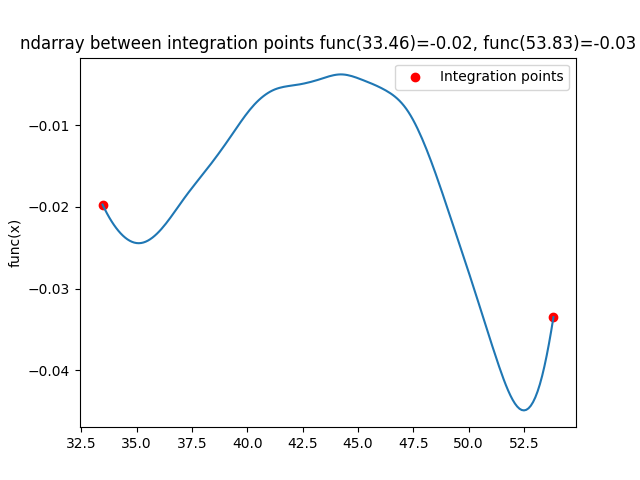 ndarray between integration points func(33.46)=-0.02, func(53.83)=-0.03
Integration points
func(x)
−0.01
−0.02
−0.03
−0.04
32.5 35.0 37.5 40.0 42.5 45.0 47.5 50.0 52.5